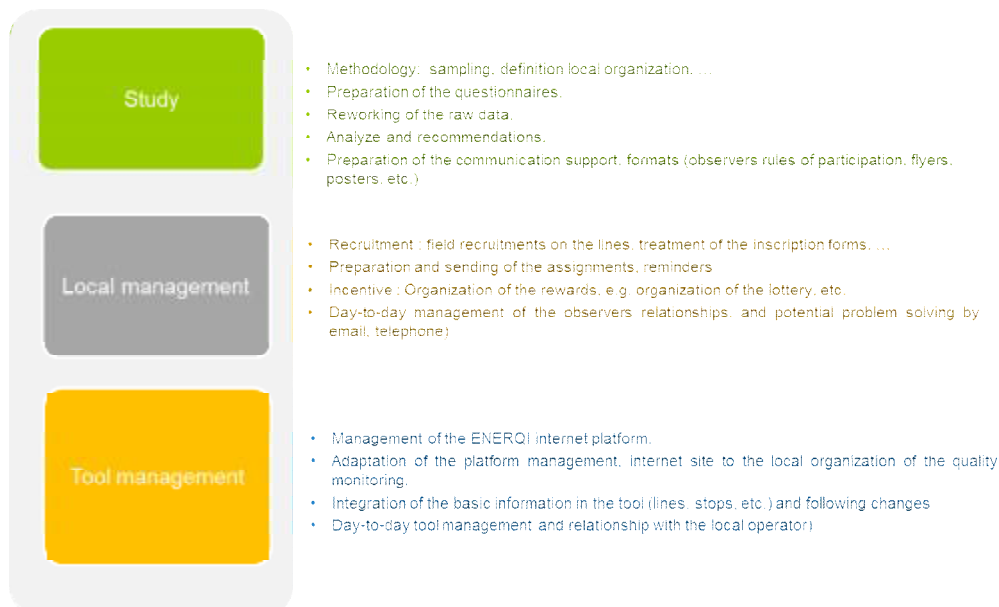 Study
• Methodology: sampling, definition local organization, …
• Preparation of the questionnaires.
• Reworking of the raw data.
• Analyze and recommendations.
• Preparation of the communication support, formats (observers rules of participation, flyers,
posters, etc.)
Local management
• Recruitment : field recruitments on the lines, treatment of the inscription forms, …
• Preparation and sending of the assignments, reminders
• Incentive : Organization of the rewards, e.g. organization of the lottery, etc.
• Day-to-day management of the observers relationships, and potential problem solving by
email, telephone)
Tool management
• Management of the ENERQI internet platform.
• Adaptation of the platform management, internet site to the local organization of the quality
monitoring.
• Integration of the basic information in the tool (lines, stops, etc.) and following changes
• Day-to-day tool management and relationship with the local operator)